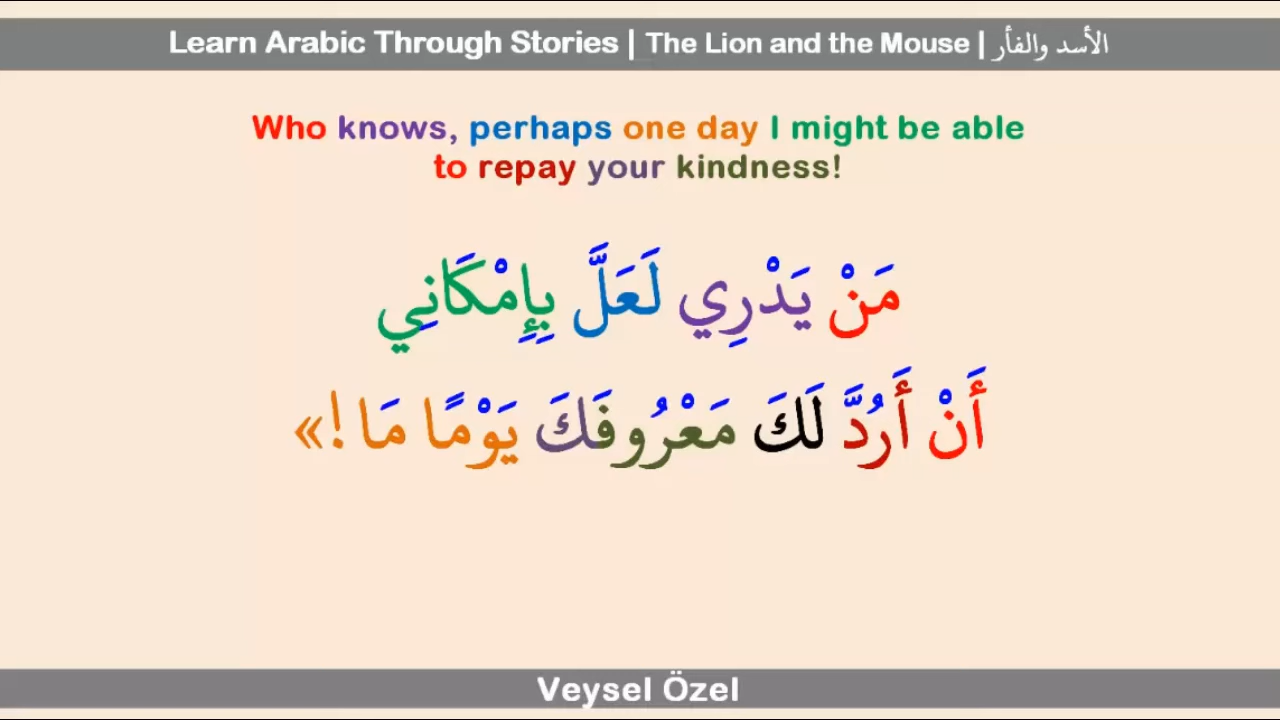 Learn Arabic Through Stories | The Lion and the Mouse | الأسد والفأر
Who knows, perhaps one day I might be able
to repay your kindness!
مَنْ يَدْرِي لَعَلَّ بِإِمْكَانِي
أَنْ أَرُدَّ لَكَ مَعْرُوفَكَ يَوْمًا مَا!»
Veysel Özel